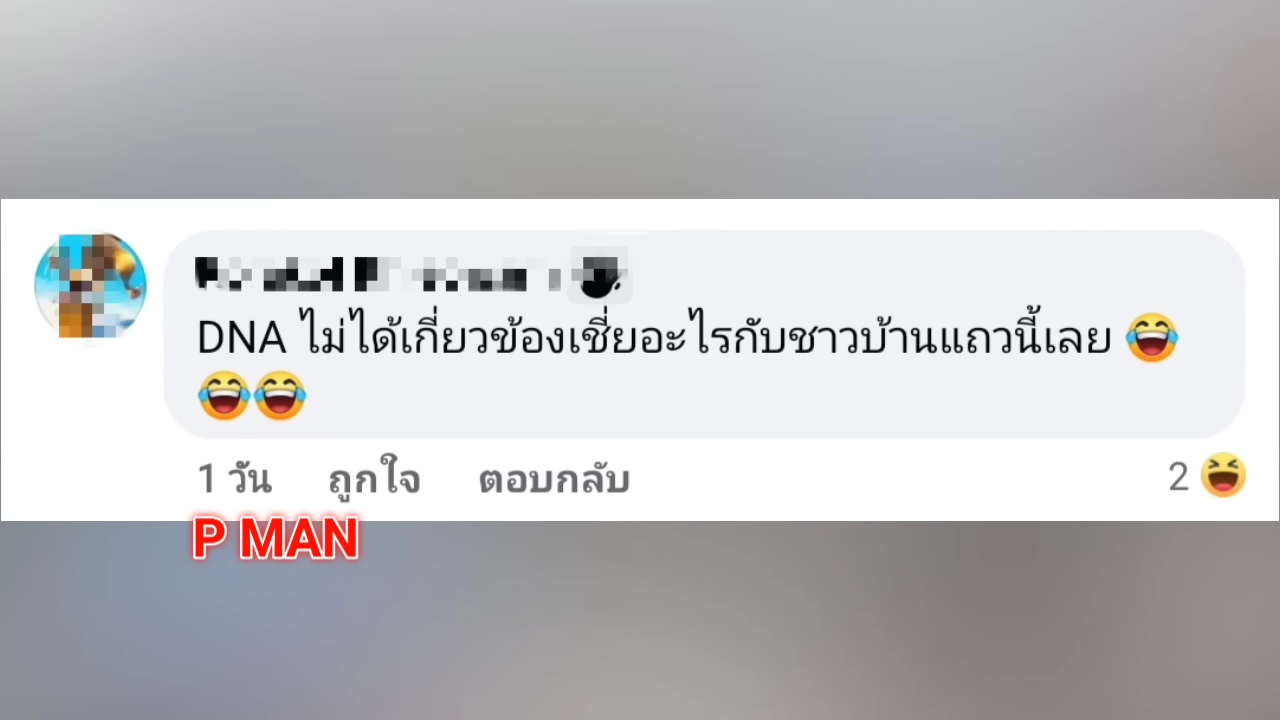 DNA ไม่ได้เกี่ยวข้องเชี่ยอะไรกับชาวบ้านแถวนี้เลย 😂
😂😂
1 วัน ถูกใจ ตอบกลับ 2 😆
P MAN